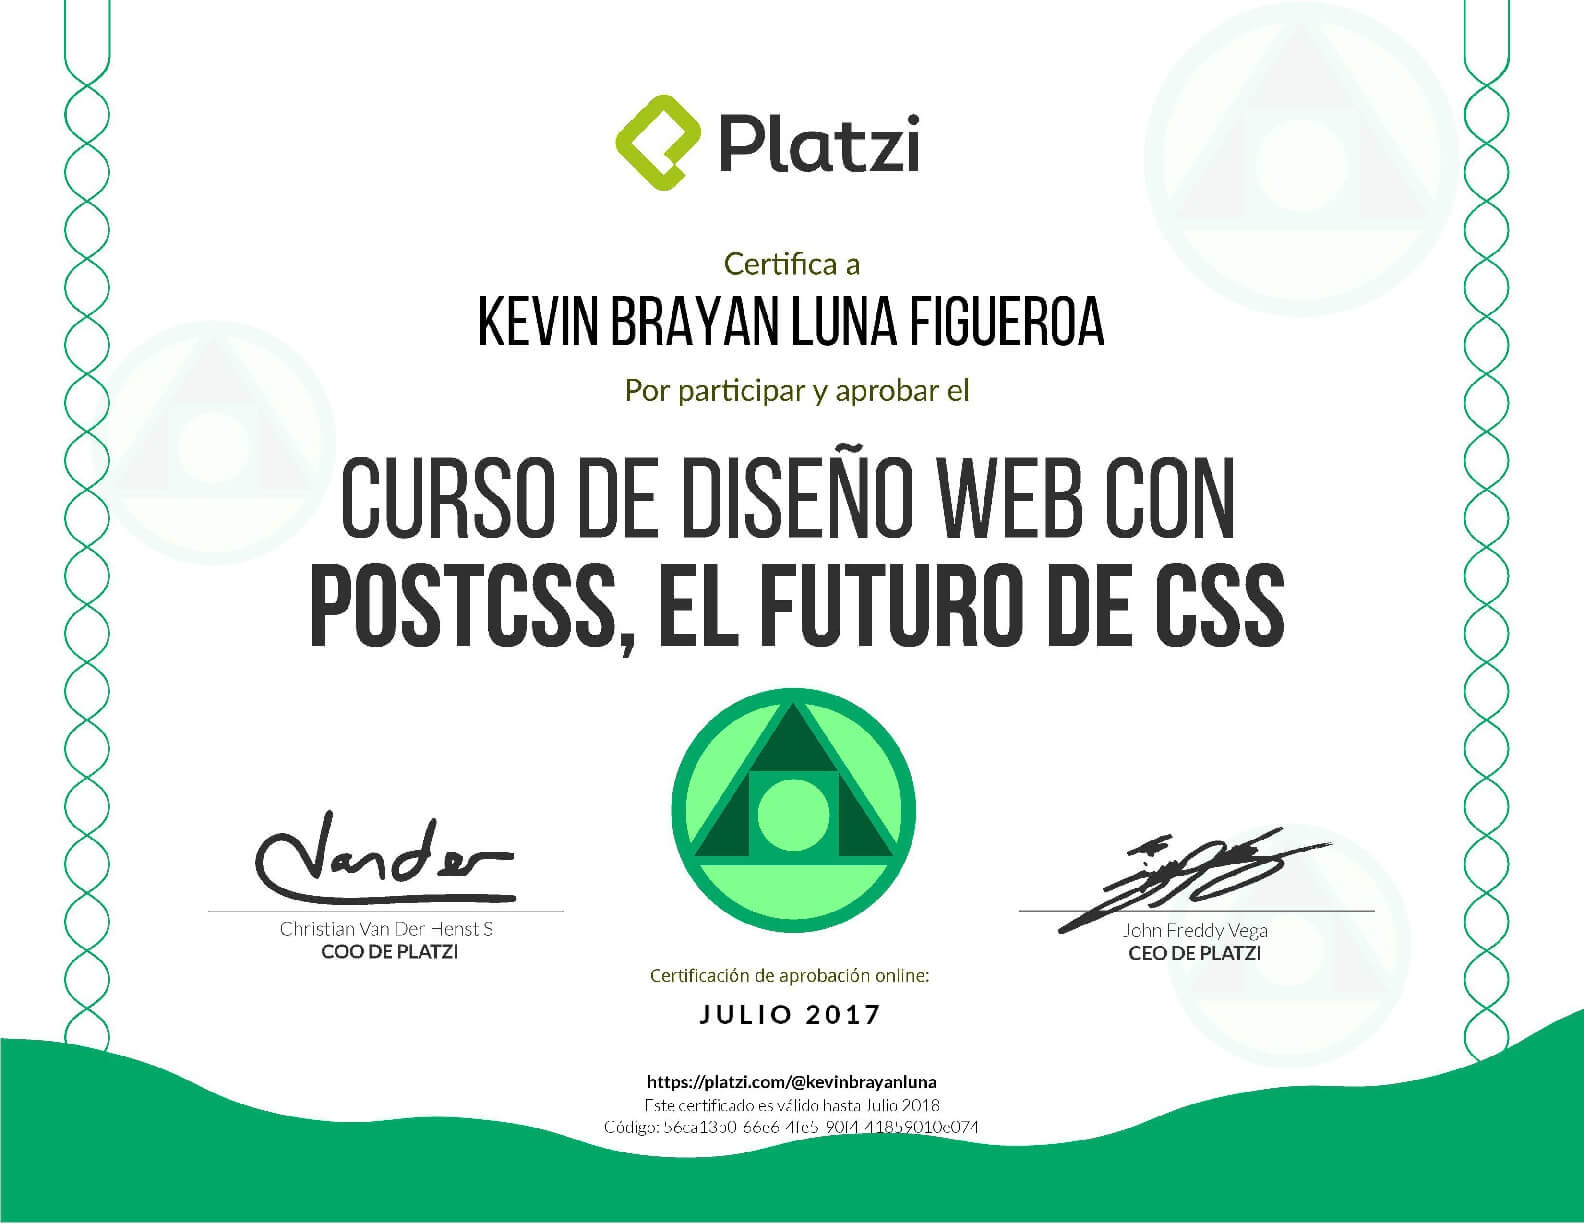 Platzi
Certifica a
KEVIN BRAYAN LUNA FIGUEROA
Por participar y aprobar el
CURSO DE DISEÑO WEB CON
POSTCSS, EL FUTURO DE CSS
Vander
Christian Van Der Henst S
COO DE PLATZI
John Freddy Vega
CEO DE PLATZI
Certificación de aprobación online:
JULIO 2017
https://platzi.com/@kevinbrayanluna
Este certificado es válido hasta Julio 2018
Código: